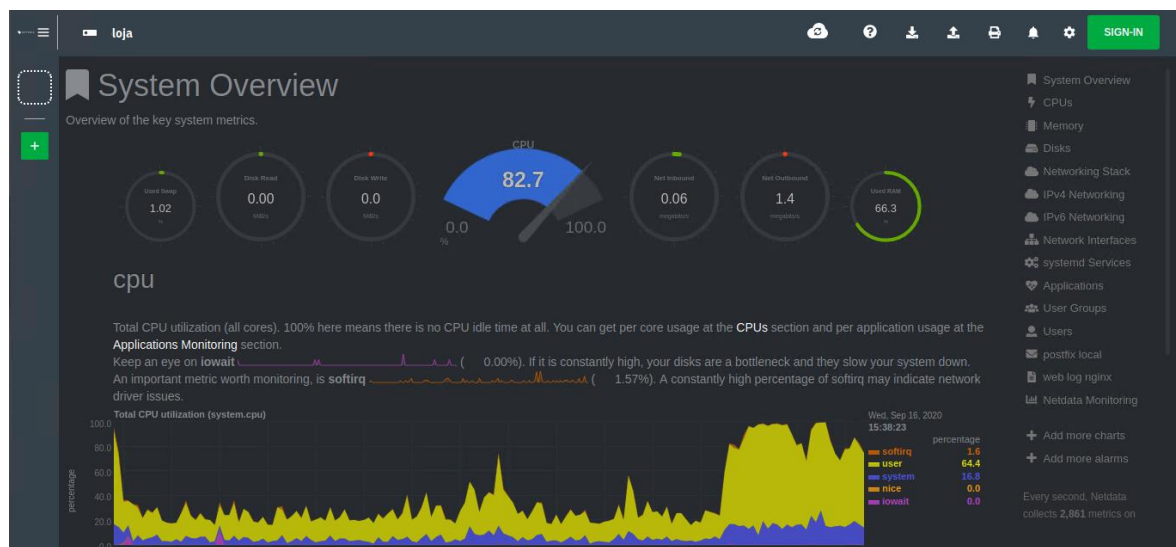 loja
SIGN-IN
System Overview
Overview of the key system metrics.
Used Swap
1.02
%
Disk Read
0.00
MiB/s
Disk Write
0.0
MiB/s
CPU
82.7
0.0
100.0
%
Net Inbound
0.06
megabits/s
Net Outbound
1.4
megabits/s
Used RAM
66.3
%
cpu
Total CPU utilization (all cores). 100% here means there is no CPU idle time at all. You can get per core usage at the CPUs section and per application usage at the
Applications Monitoring section.
Keep an eye on iowait ( 0.00%). If it is constantly high, your disks are a bottleneck and they slow your system down.
An important metric worth monitoring, is softirq ( 1.57%). A constantly high percentage of softirq may indicate network
driver issues.
Total CPU utilization (system.cpu)
100.0
80.0
60.0
40.0
20.0
0.0
percentage
Wed, Sep 16, 2020
15:38:23
percentage
softirq 1.6
user 64.4
system 16.8
nice 0.0
iowait 0.0
System Overview
CPUs
Memory
Disks
Networking Stack
IPv4 Networking
IPv6 Networking
Network Interfaces
systemd Services
Applications
User Groups
Users
postfix local
web log nginx
Netdata Monitoring
Add more charts
Add more alarms
Every second, Netdata
collects 2,861 metrics on